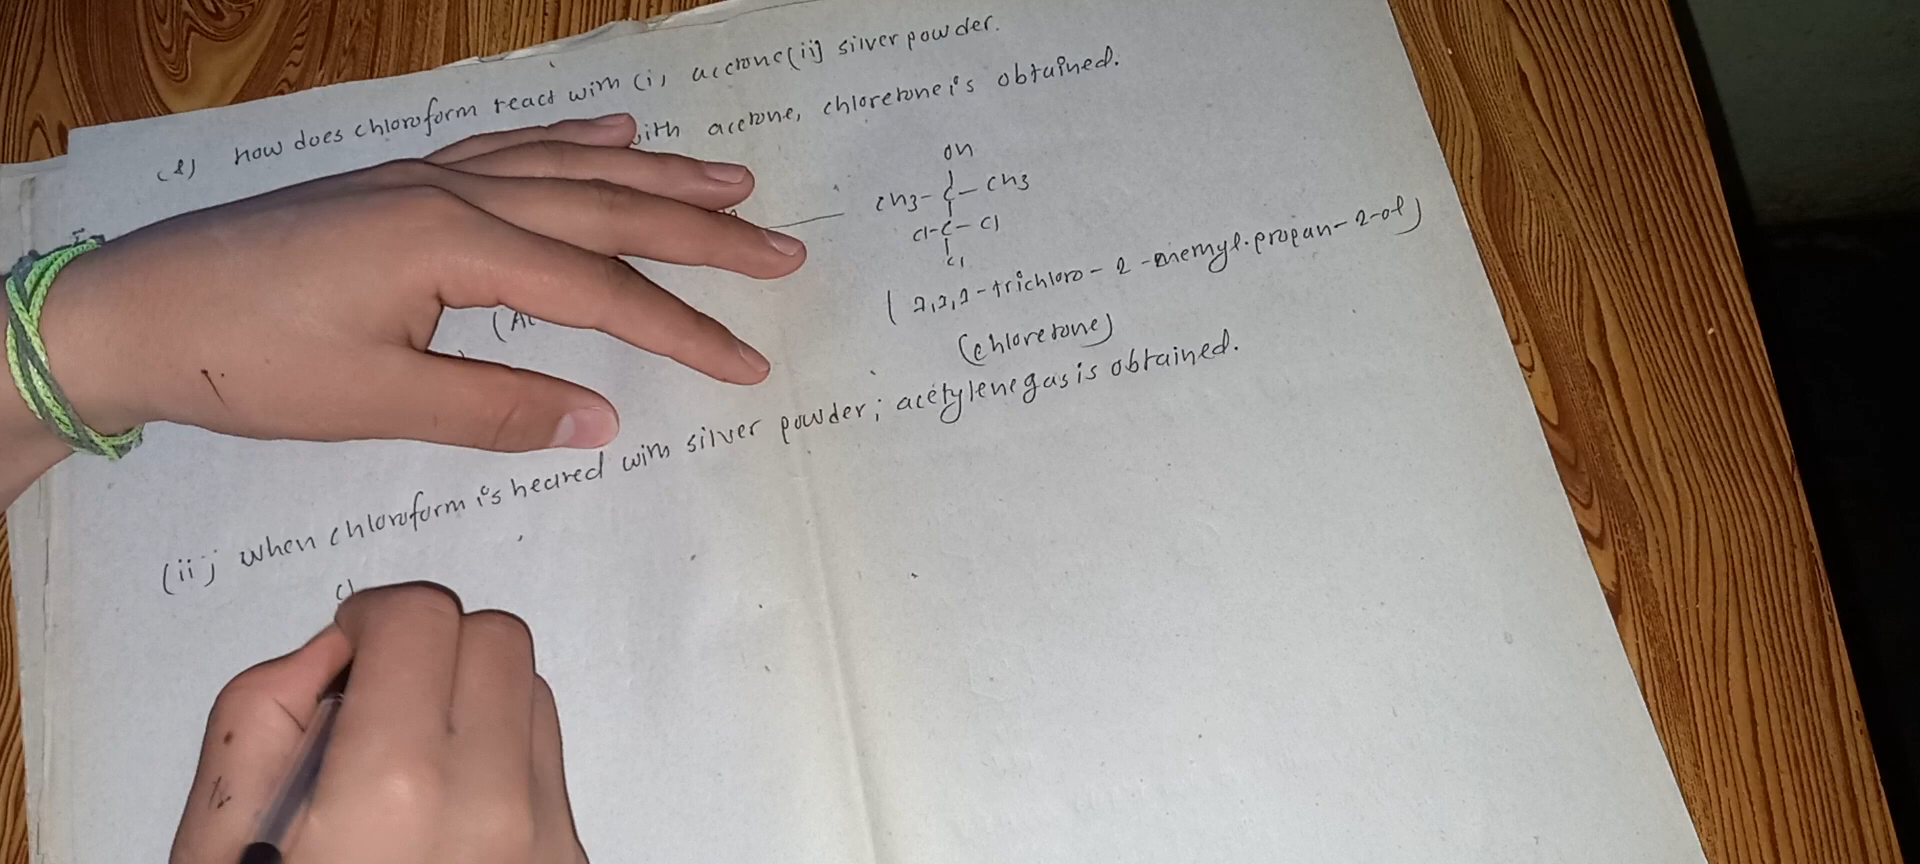 (d) how does chloroform react with (i) acetone (ii) silver powder.
with acetone, chloretone is obtained.
OH
CH3-C-CH3
Cl-C-Cl
Cl
(1,1,1-trichloro-2-methyl-propan-2-ol)
(Ac
(chloretone)
(ii) when chloroform is heared with silver powder; acetylene gas is obtained.
Cl